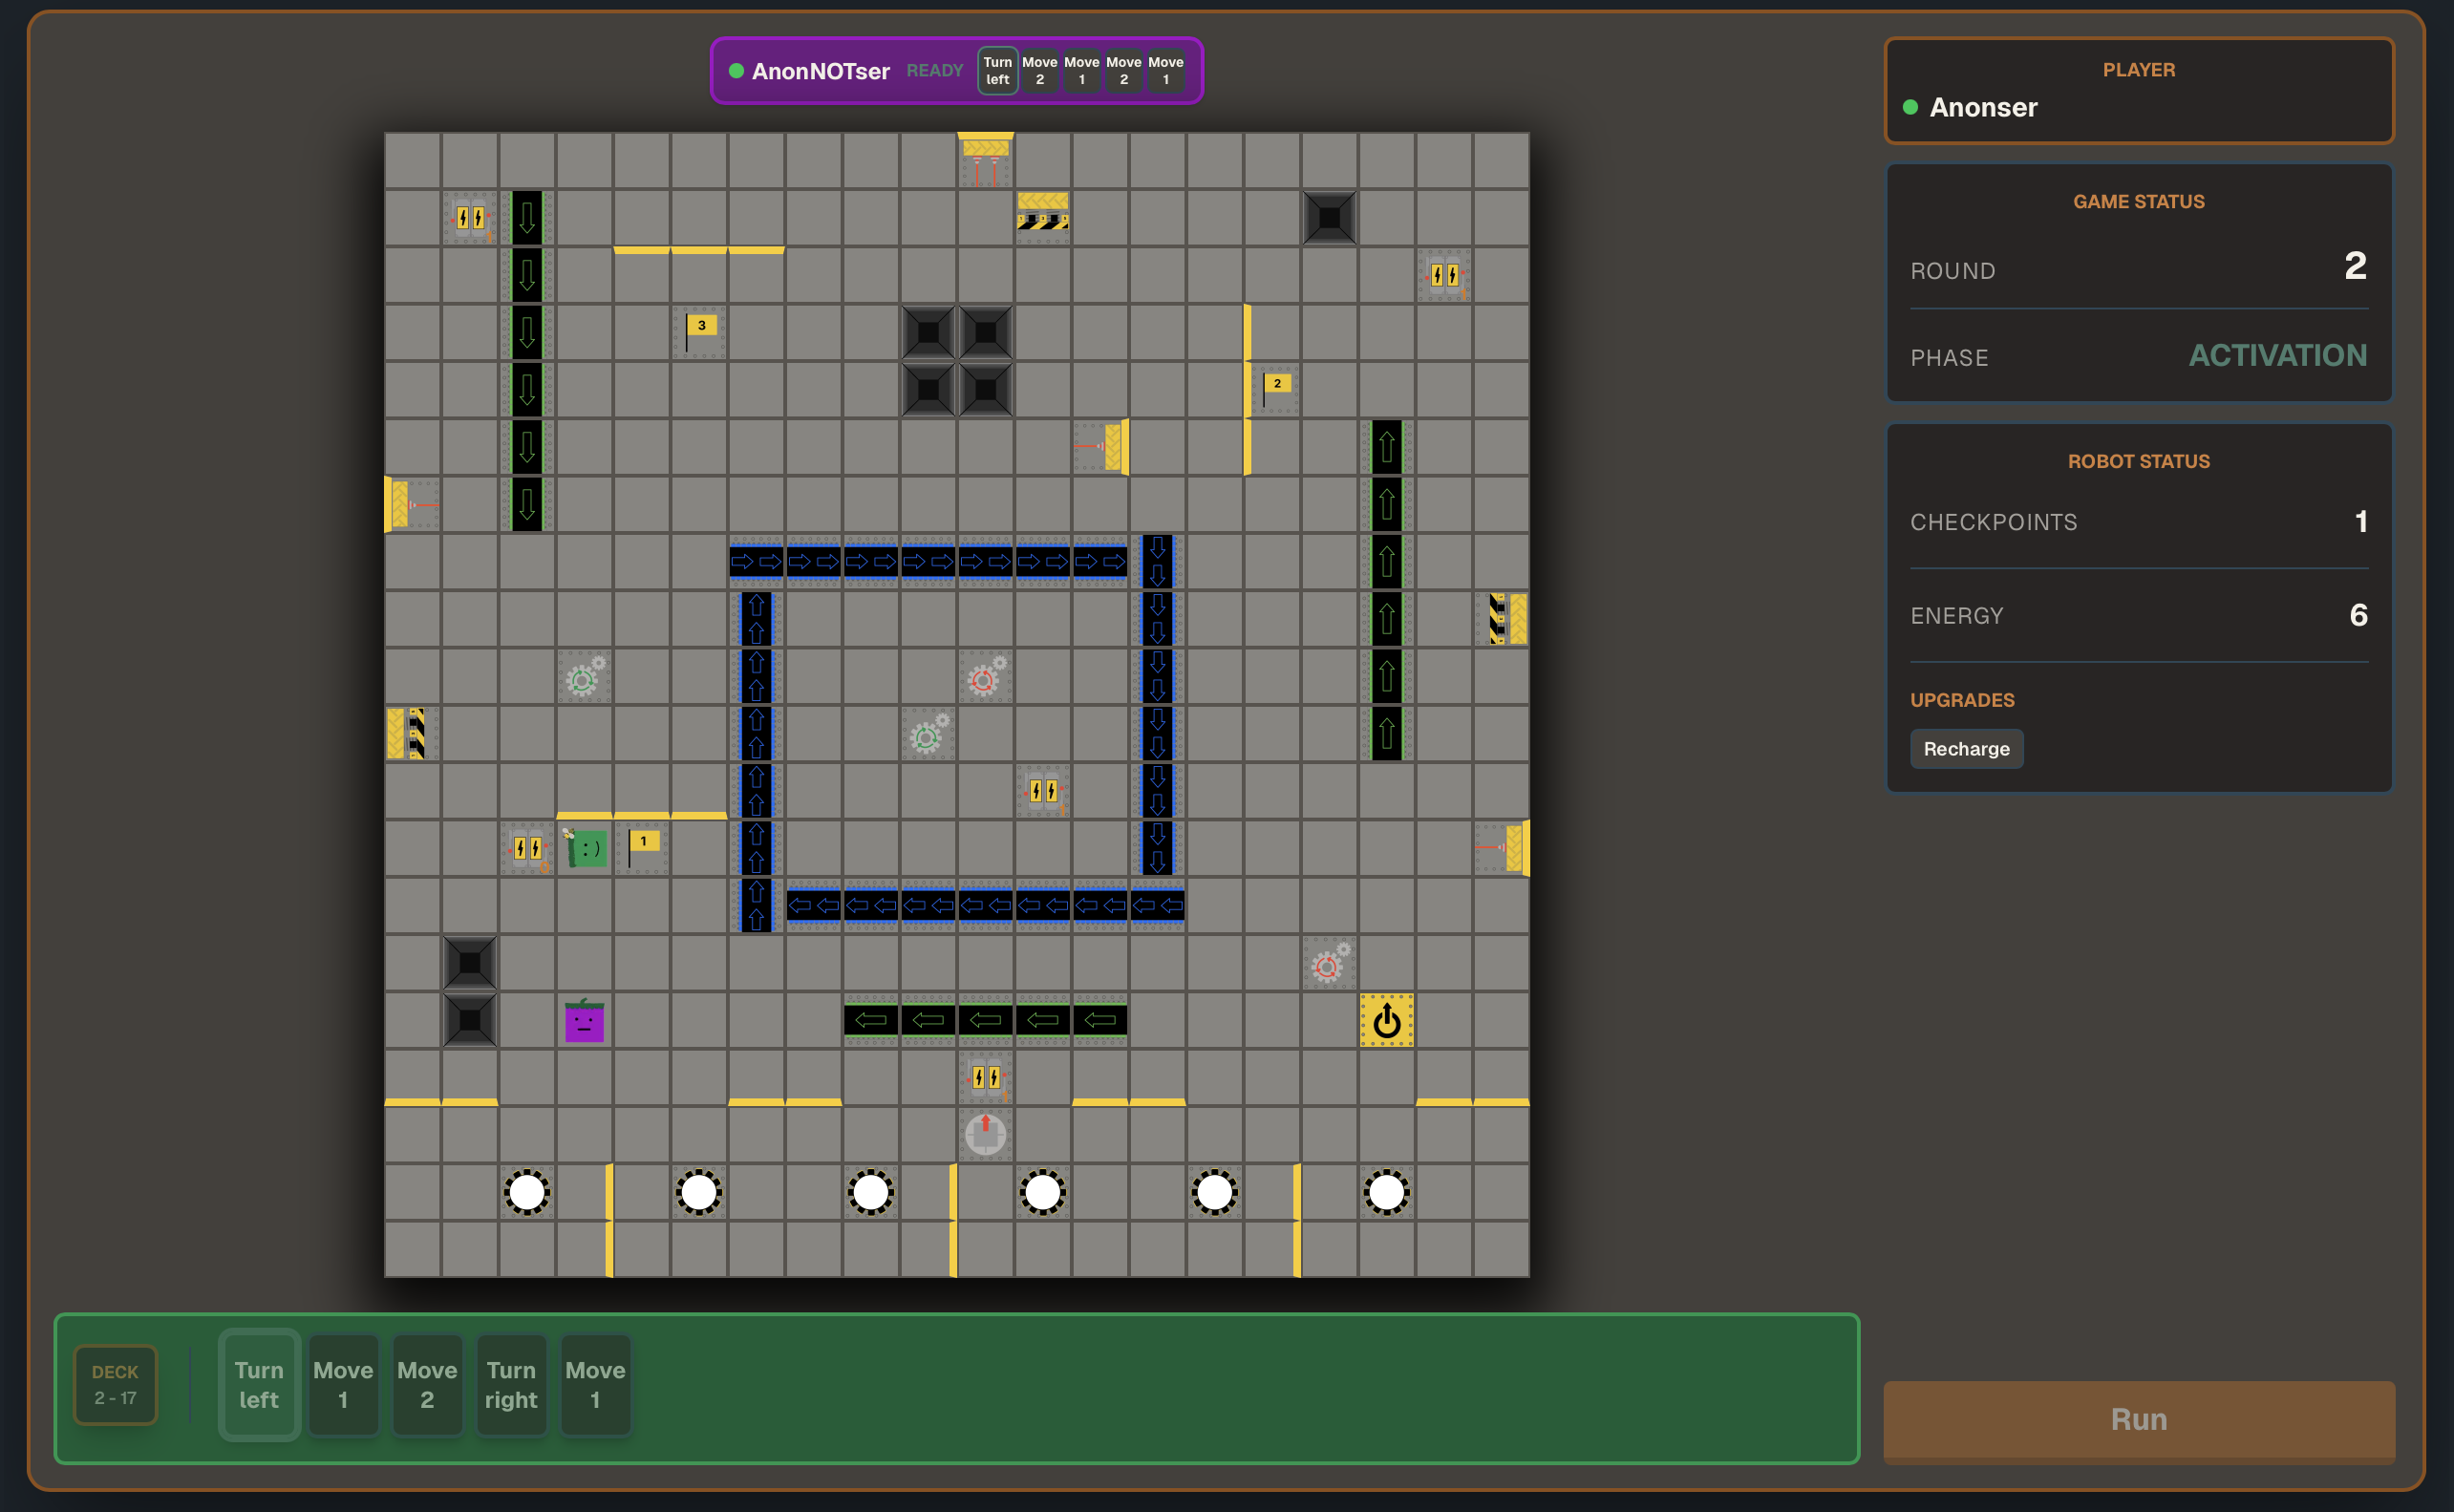 AnonNOTser READY Turn left Move 2 Move 1 Move 2 Move 1
PLAYER
Anonser
GAME STATUS
ROUND 2
PHASE ACTIVATION
ROBOT STATUS
CHECKPOINTS 1
ENERGY 6
UPGRADES
Recharge
3
2
1
:)
DECK
2 - 17
Turn left
Move 1
Move 2
Turn right
Move 1
Run